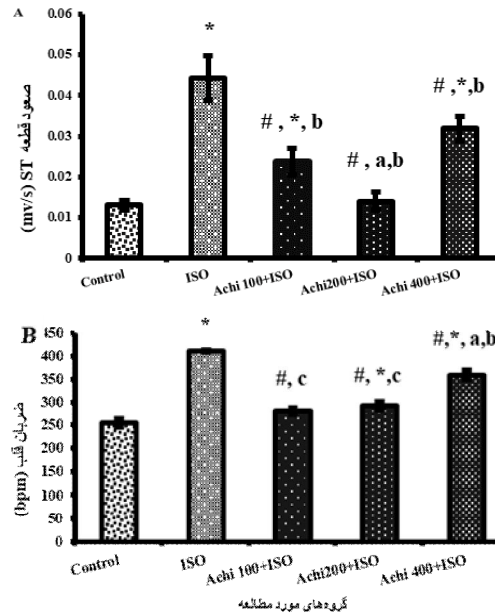 A
صعود قطعه ST (mv/s)
0.06
0.05
0.04
0.03
0.02
0.01
0
*
# , *, b
# , a,b
# ,*,b
Control
ISO
Achi 100+ISO
Achi200+ISO
Achi 400+ISO
B
ضربان قلب (bpm)
450
400
350
300
250
200
150
100
50
0
*
#, c
#, *,c
#,*, a,b
Control
ISO
Achi 100+ISO
Achi200+ISO
Achi 400+ISO
گروه‌های مورد مطالعه